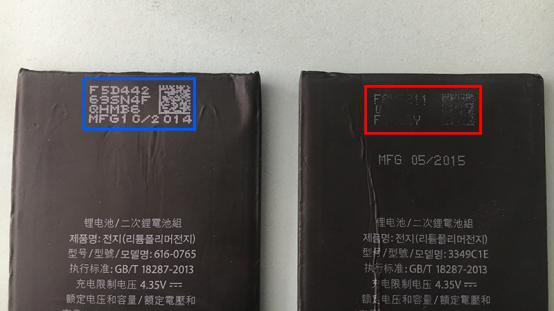 F5D442
69SN4F
QHMB6
MFG10/2014
锂电池/二次鋰電池組
제품명: 전지(리튬폴리머전지)
型号/型號/모델명: 616-0765
执行标准: GB/T 18287-2013
充电限制电压 4.35V
額定电压和容量/額定電壓和
MFG 05/2015
锂电池/二次鋰電池組
제품명: 전지(리튬폴리머전지)
型号/型號/모델명: 3349C1E
执行标准: GB/T 18287-2013
充电限制电压 4.35V
额定电压和容量/額定電壓和